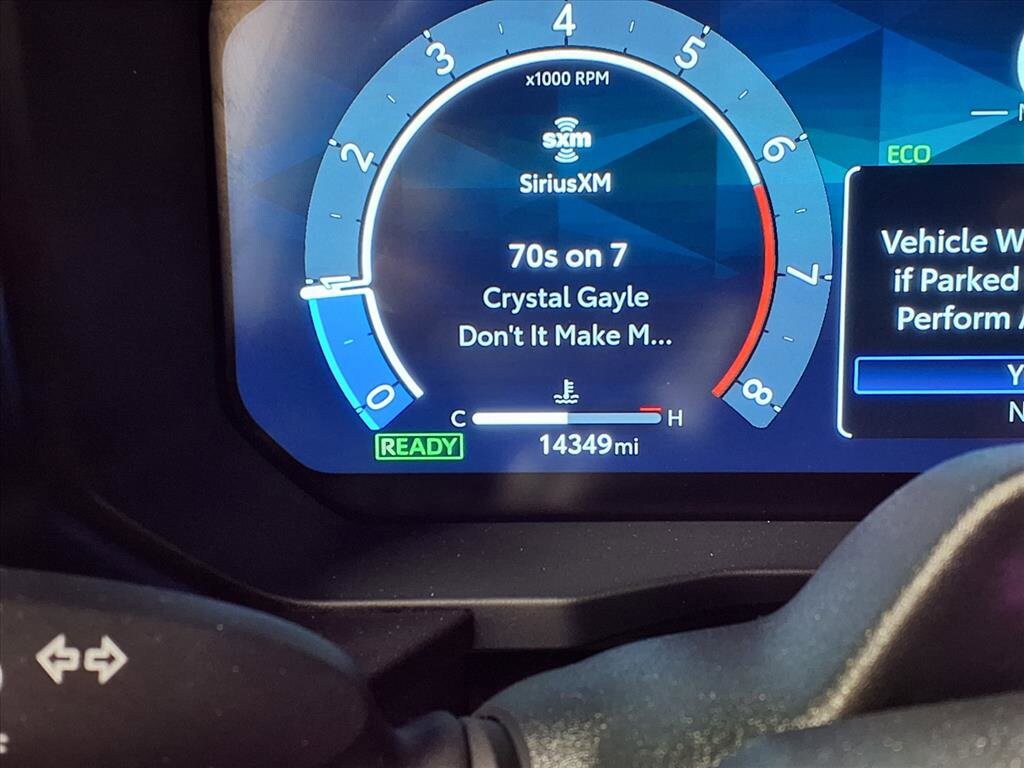 4
3
5
x1000 RPM
2
6
sxm
SiriusXM
ECO
70s on 7
Vehicle W
1
7
Crystal Gayle
if Parked
Don't It Make M...
Perform
0
8
C
H
READY
14349mi